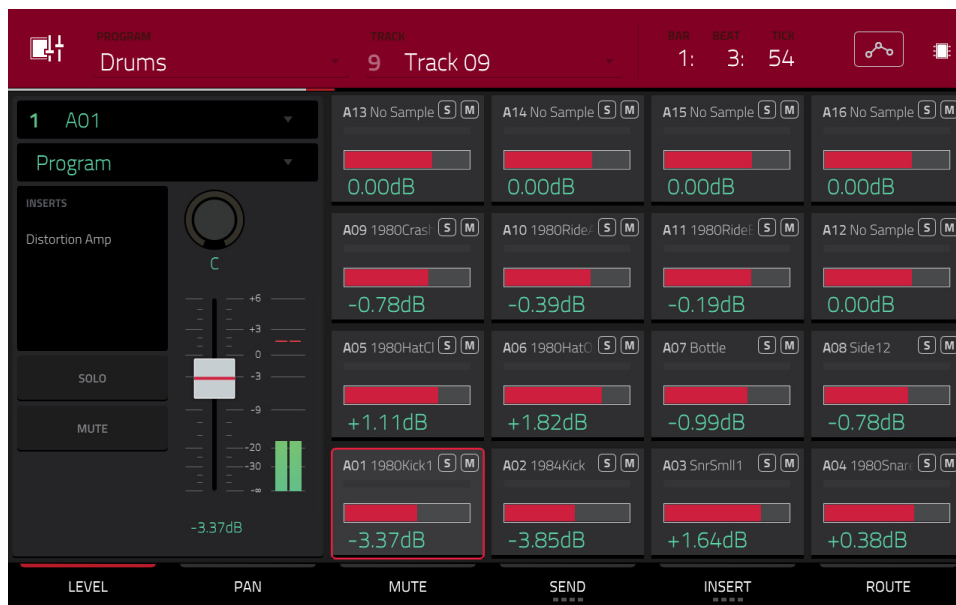 PROGRAM
Drums
TRACK
9 Track 09
BAR BEAT TICK
1: 3: 54
1 A01
Program
INSERTS
Distortion Amp
C
+6
+3
0
-3
-9
-20
-30
-∞
SOLO
MUTE
-3.37dB
A13 No Sample S M
0.00dB
A14 No Sample S M
0.00dB
A15 No Sample S M
0.00dB
A16 No Sample S M
0.00dB
A09 1980Crash S M
-0.78dB
A10 1980Ride S M
-0.39dB
A11 1980Ride S M
-0.19dB
A12 No Sample S M
0.00dB
A05 1980HatCl S M
+1.11dB
A06 1980HatO S M
+1.82dB
A07 Bottle S M
-0.99dB
A08 Side12 S M
-0.78dB
A01 1980Kick1 S M
-3.37dB
A02 1984Kick S M
-3.85dB
A03 SnrSmll1 S M
+1.64dB
A04 1980Snar S M
+0.38dB
LEVEL PAN MUTE SEND INSERT ROUTE